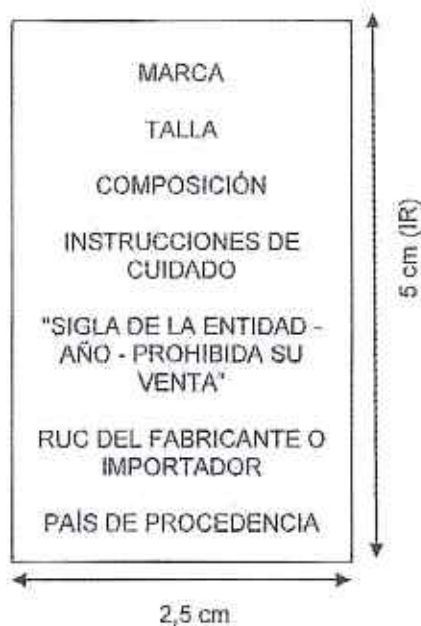 MARCA
TALLA
COMPOSICIÓN
INSTRUCCIONES DE
CUIDADO
"SIGLA DE LA ENTIDAD -
AÑO - PROHIBIDA SU
VENTA"
RUC DEL FABRICANTE O
IMPORTADOR
PAÍS DE PROCEDENCIA
5 cm (IR)
2,5 cm